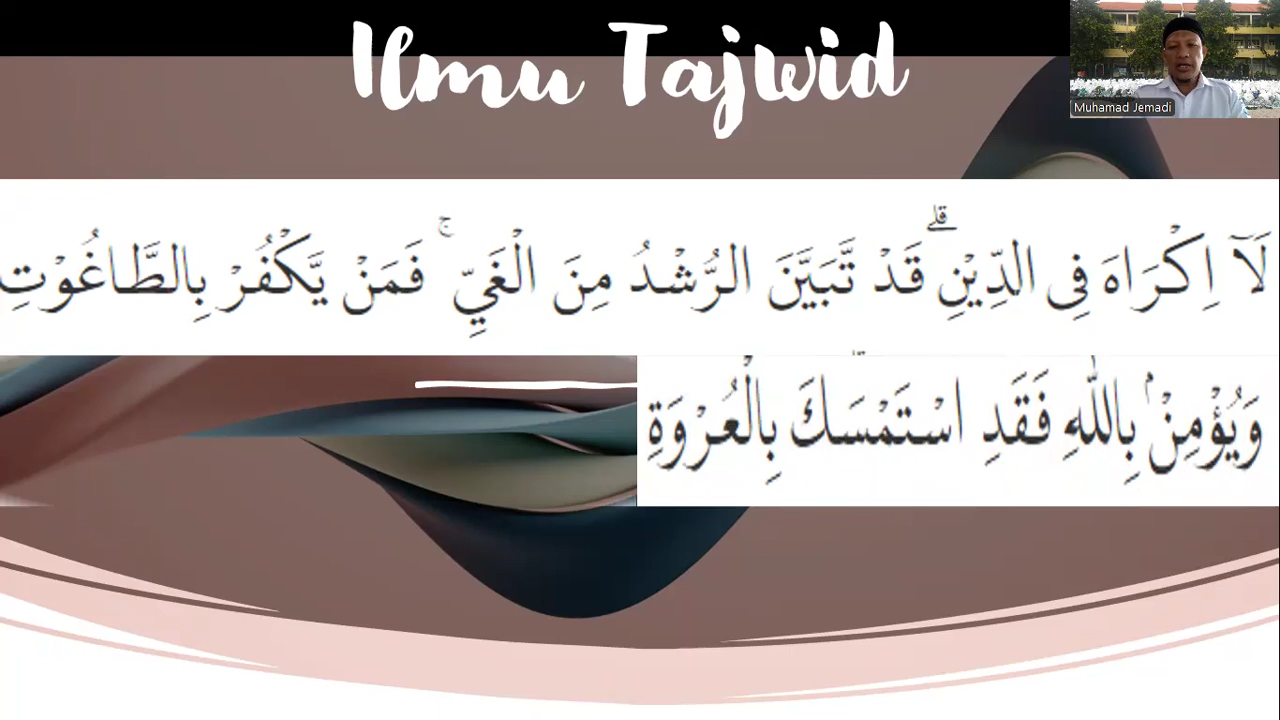 Ilmu Tajwid
Muhamad Jemadi
لَآ اِكْرَاهَ فِى الدِّيْنِۗ قَدْ تَّبَيَّنَ الرُّشْدُ مِنَ الْغَيِّ ۚ فَمَنْ يَّكْفُرْ بِالطَّاغُوْتِ
وَيُؤْمِنْۢ بِاللّٰهِ فَقَدِ اسْتَمْسَكَ بِالْعُرْوَةِ